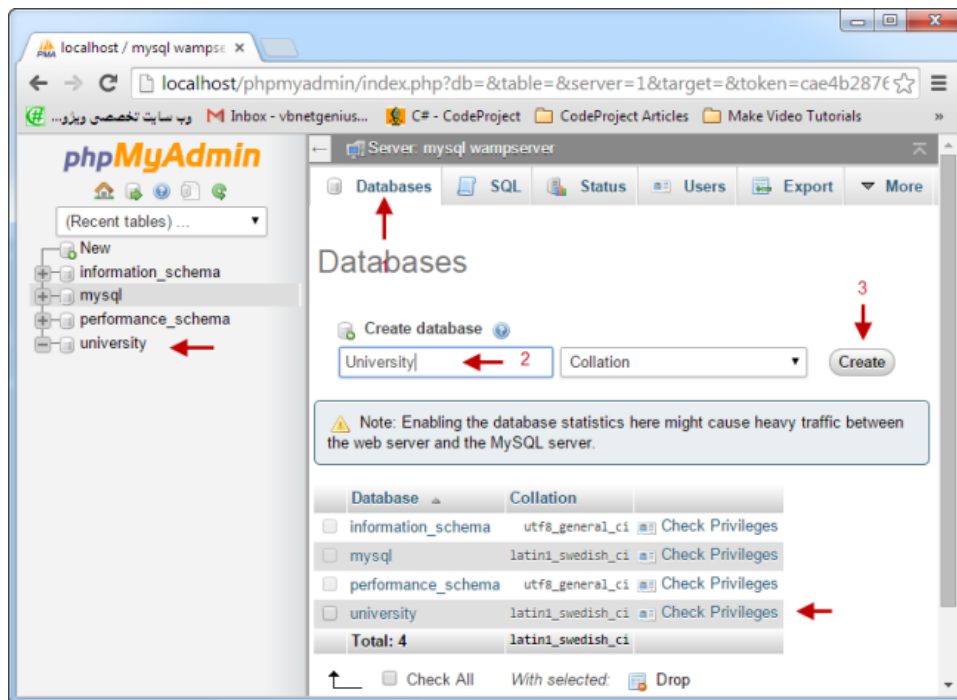 localhost / mysql wampse
localhost/phpmyadmin/index.php?db=&table=&server=1&target=&token=cae4b2876
وب سایت تخصصی ویژو... Inbox - vbnetgenius... C# - CodeProject CodeProject Articles Make Video Tutorials »
phpMyAdmin
(Recent tables) ...
New
information_schema
mysql
performance_schema
university
Server: mysql wampserver
Databases SQL Status Users Export More
1
Databases
3
Create database
University 2 Collation Create
Note: Enabling the database statistics here might cause heavy traffic between
the web server and the MySQL server.
Database Collation
information_schema utf8_general_ci Check Privileges
mysql latin1_swedish_ci Check Privileges
performance_schema utf8_general_ci Check Privileges
university latin1_swedish_ci Check Privileges
Total: 4 latin1_swedish_ci
Check All With selected: Drop